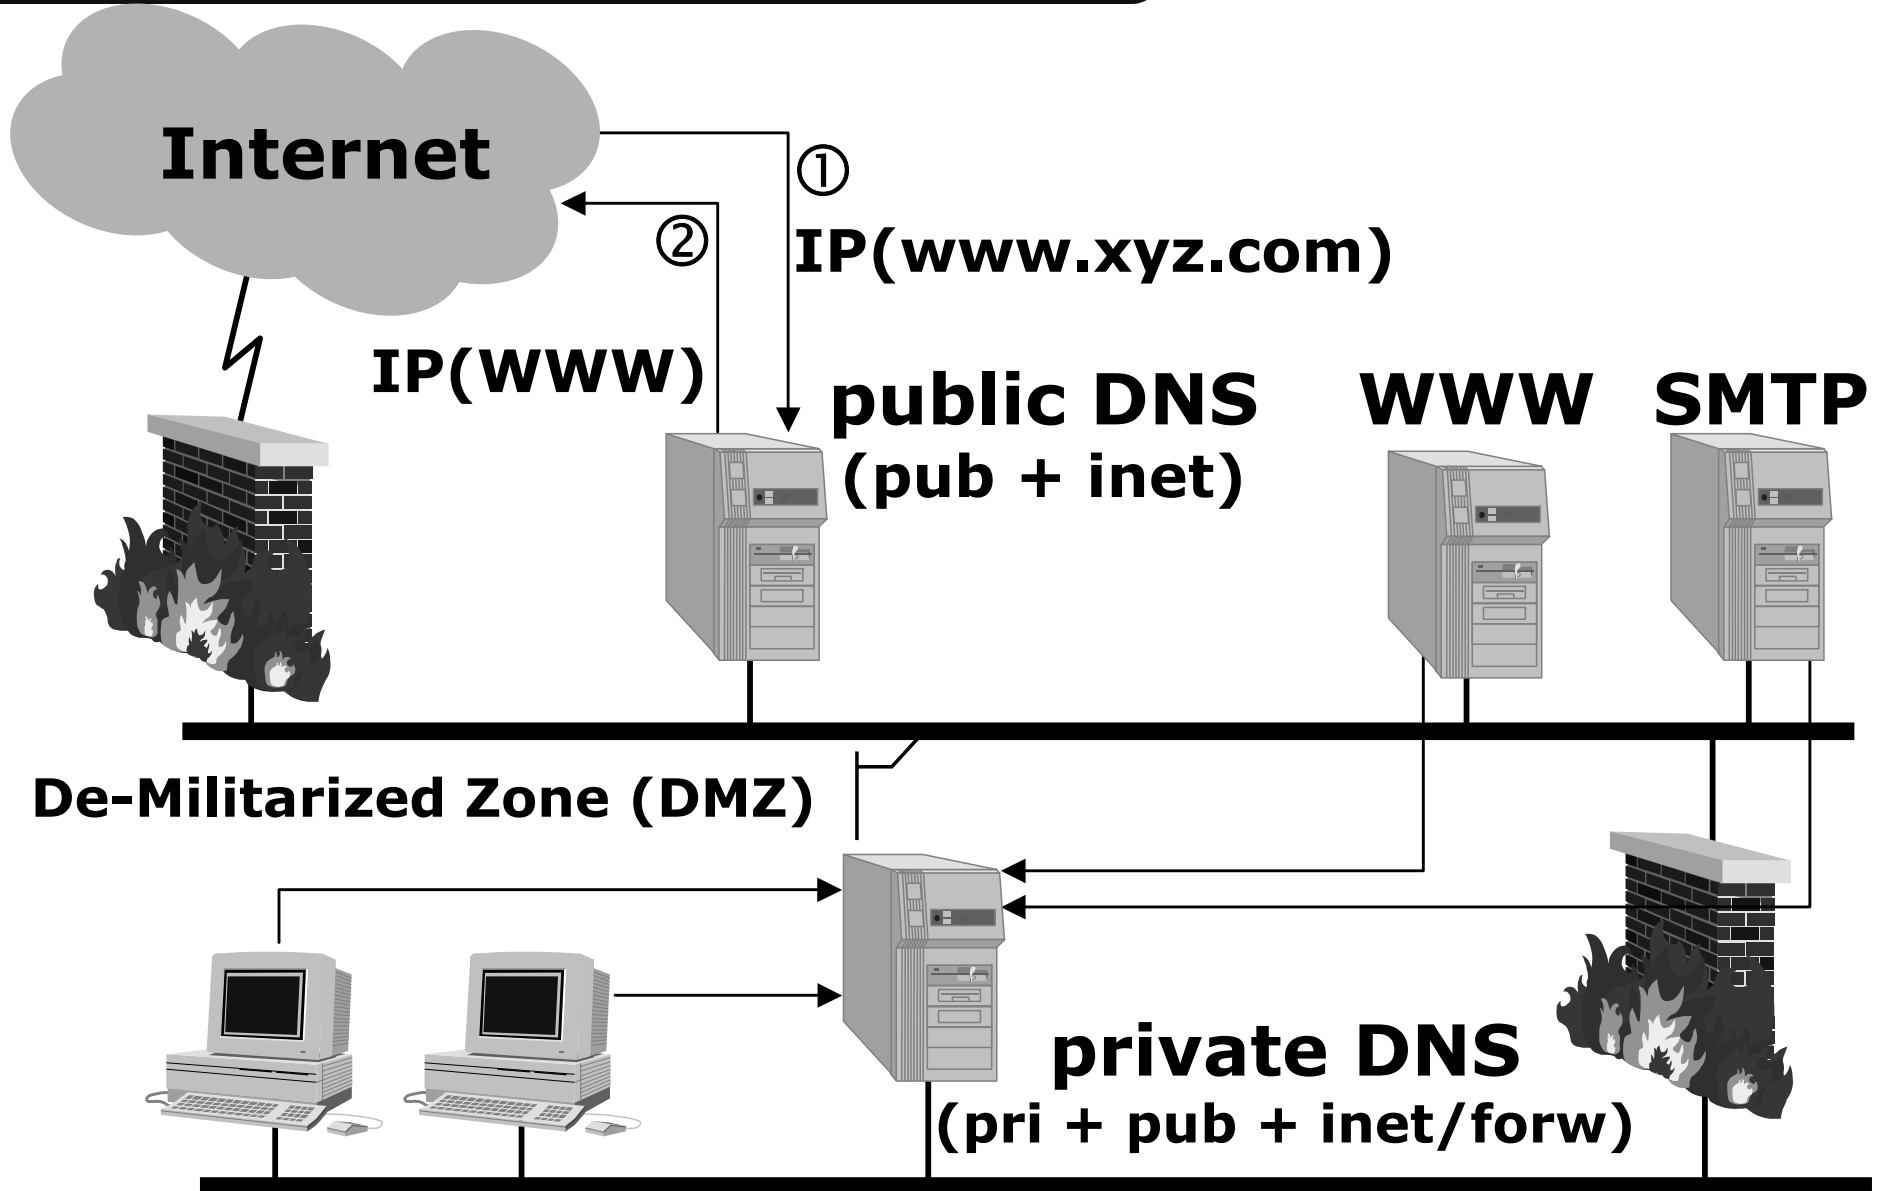 Internet
①
②
IP(www.xyz.com)
IP(WWW)
public DNS
(pub + inet)
WWW
SMTP
De-Militarized Zone (DMZ)
private DNS
(pri + pub + inet/forw)